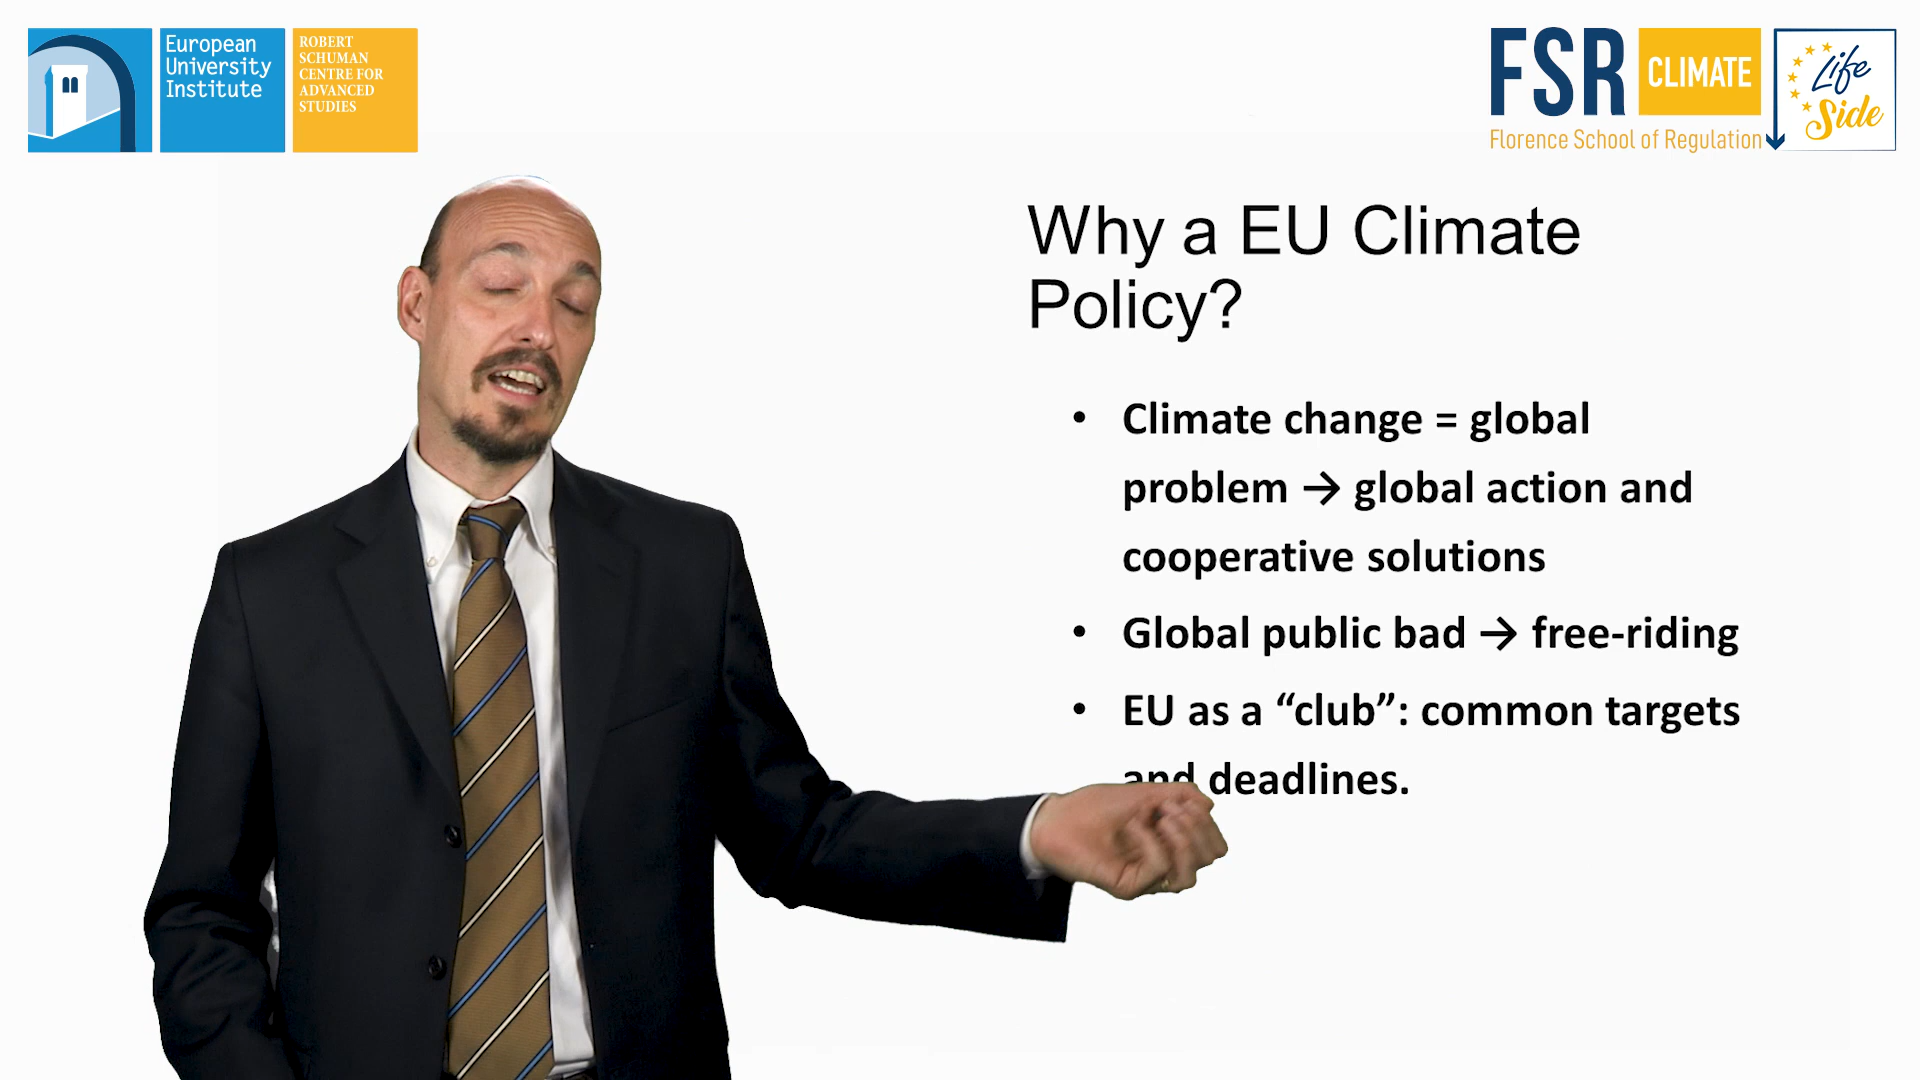 European
University
Institute
ROBERT
SCHUMAN
CENTRE FOR
ADVANCED
STUDIES
FSR CLIMATE
Florence School of Regulation
Life
Side
Why a EU Climate
Policy?
• Climate change = global
problem → global action and
cooperative solutions
• Global public bad → free-riding
• EU as a “club”: common targets
and deadlines.